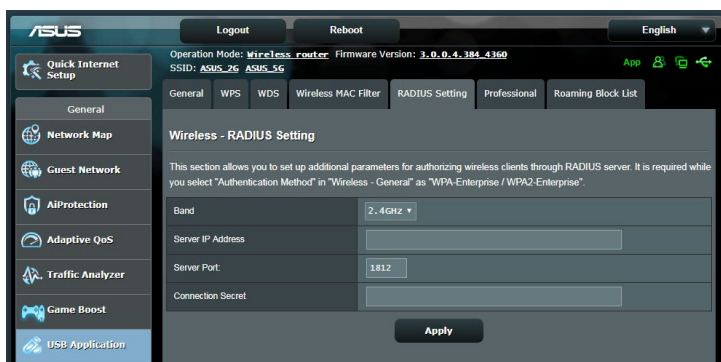 ASUS
Logout
Reboot
English
Quick Internet Setup
Operation Mode: Wireless router Firmware Version: 3.0.0.4.384_4360
SSID: ASUS_2G ASUS_5G
App
General
WPS
WDS
Wireless MAC Filter
RADIUS Setting
Professional
Roaming Block List
General
Network Map
Guest Network
AiProtection
Adaptive QoS
Traffic Analyzer
Game Boost
USB Application
Wireless - RADIUS Setting
This section allows you to set up additional parameters for authorizing wireless clients through RADIUS server. It is required while
you select "Authentication Method" in "Wireless - General" as "WPA-Enterprise / WPA2-Enterprise".
Band
2.4GHz
Server IP Address
Server Port:
1812
Connection Secret
Apply